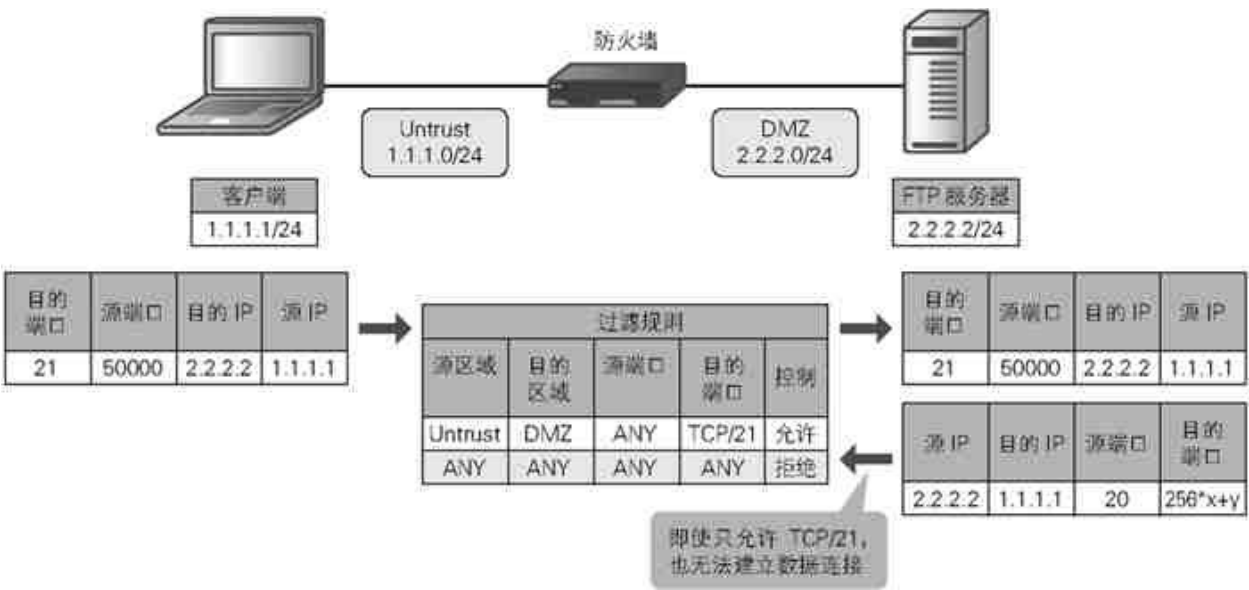 防火墙
Untrust
1.1.1.0/24
DMZ
2.2.2.0/24
客户端
1.1.1.1/24
FTP 服务器
2.2.2.2/24
目的端口 源端口 目的 IP 源 IP
21 50000 2.2.2.2 1.1.1.1
过滤规则
源区域 目的区域 源端口 目的端口 控制
Untrust DMZ ANY TCP/21 允许
ANY ANY ANY ANY 拒绝
目的端口 源端口 目的 IP 源 IP
21 50000 2.2.2.2 1.1.1.1
源 IP 目的 IP 源端口 目的端口
2.2.2.2 1.1.1.1 20 256*x+y
即使只允许 TCP/21,
也无法建立数据连接